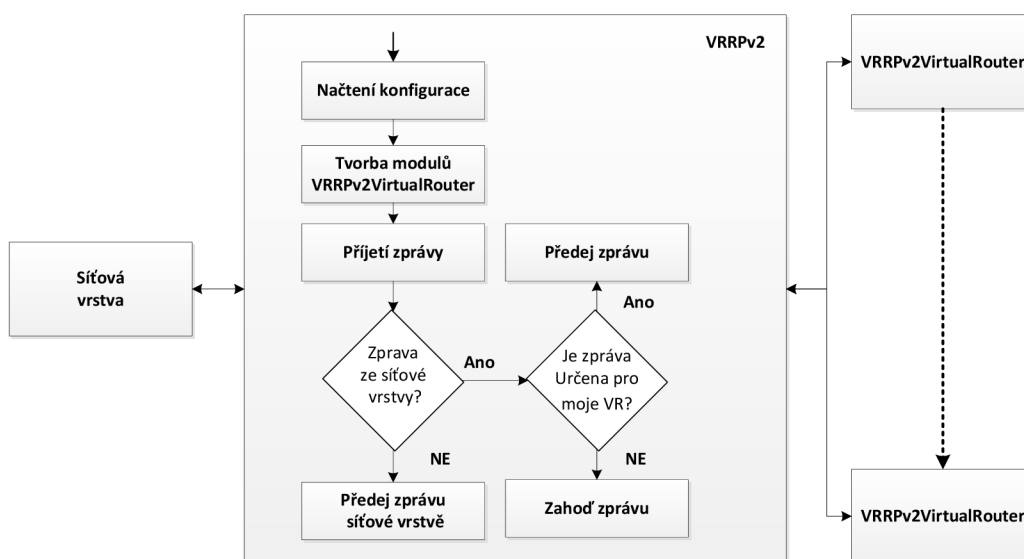 VRRPv2
VRRPv2VirtualRouter
Načtení konfigurace
Tvorba modulů
VRRPv2VirtualRouter
Příjetí zprávy
Předej zprávu
Síťová
vrstva
Ano
Zprava
ze síťové
vrstvy?
Ano
Je zpráva
Určena pro
moje VR?
NE
NE
Předej zprávu
síťové vrstvě
Zahoď zprávu
VRRPv2VirtualRouter